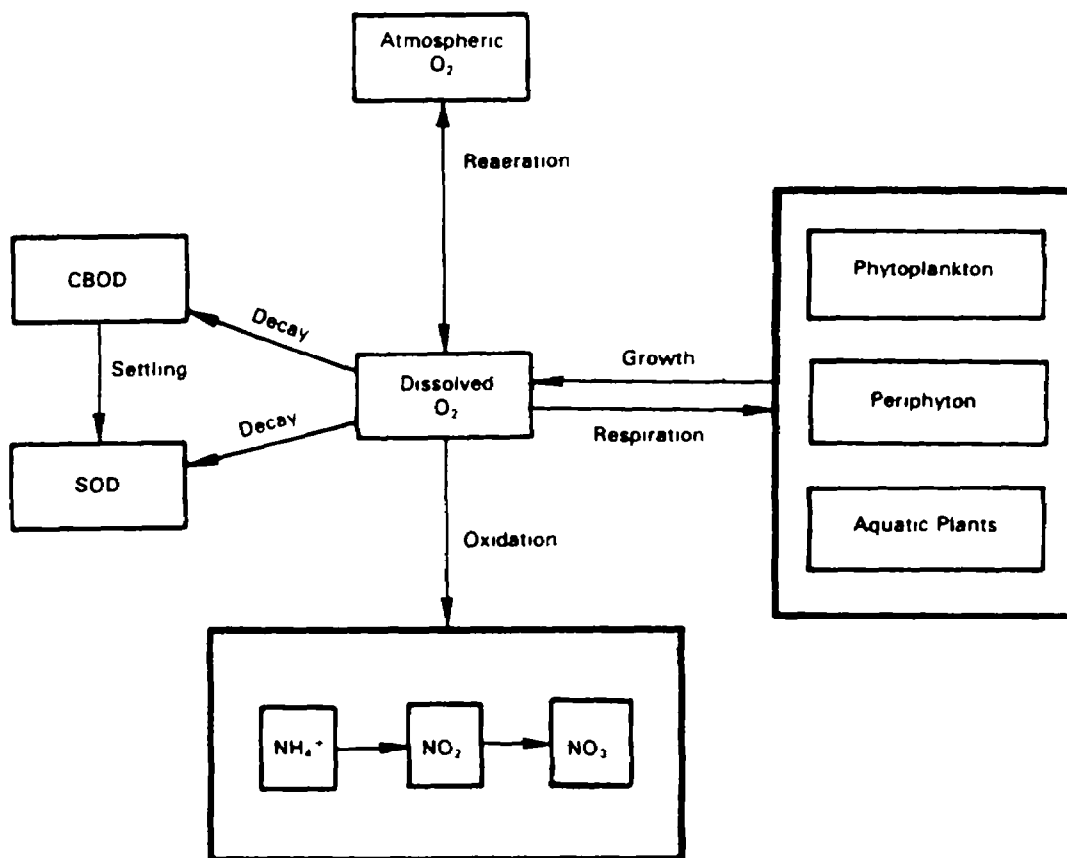 Atmospheric
O₂
Reaeration
CBOD
Decay
Settling
Decay
SOD
Dissolved
O₂
Growth
Respiration
Phytoplankton
Periphyton
Aquatic Plants
Oxidation
NH₄⁺
NO₂
NO₃